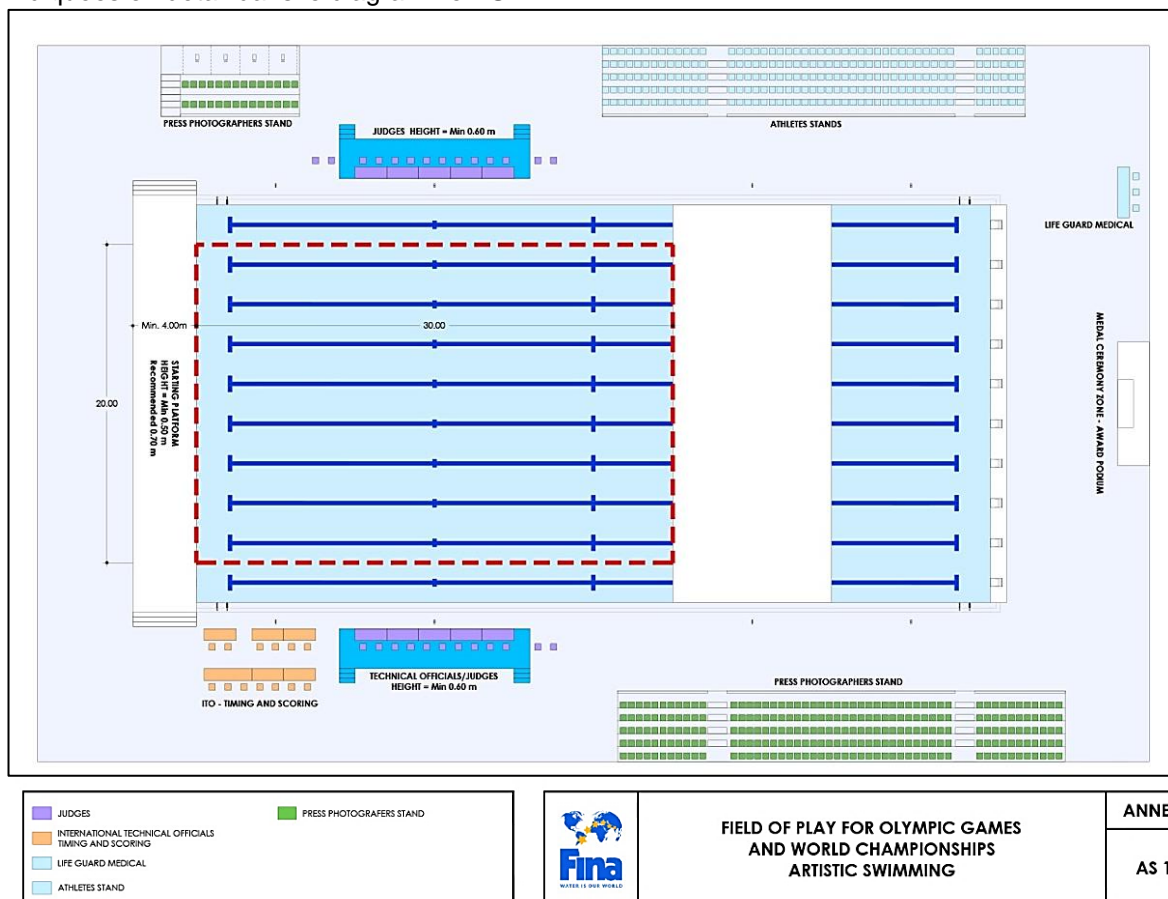 PRESS PHOTOGRAPHERS STAND
ATHLETES STANDS
JUDGES HEIGHT = Min 0.60 m
LIFE GUARD MEDICAL
Min. 4.00m
30.00
20.00
STARTING PLATFORM
HEIGHT = Min 0.50 m
Recommended 0.70 m
MEDAL CEREMONY ZONE - AWARD PODIUM
TECHNICAL OFFICIALS/JUDGES
HEIGHT = Min 0.60 m
ITO - TIMING AND SCORING
PRESS PHOTOGRAPHERS STAND
JUDGES
PRESS PHOTOGRAFERS STAND
INTERNATIONAL TECHNICAL OFFICIALS
TIMING AND SCORING
LIFE GUARD MEDICAL
ATHLETES STAND
Fina
WATER IS OUR WORLD
FIELD OF PLAY FOR OLYMPIC GAMES
AND WORLD CHAMPIONSHIPS
ARTISTIC SWIMMING
ANNE
AS 1